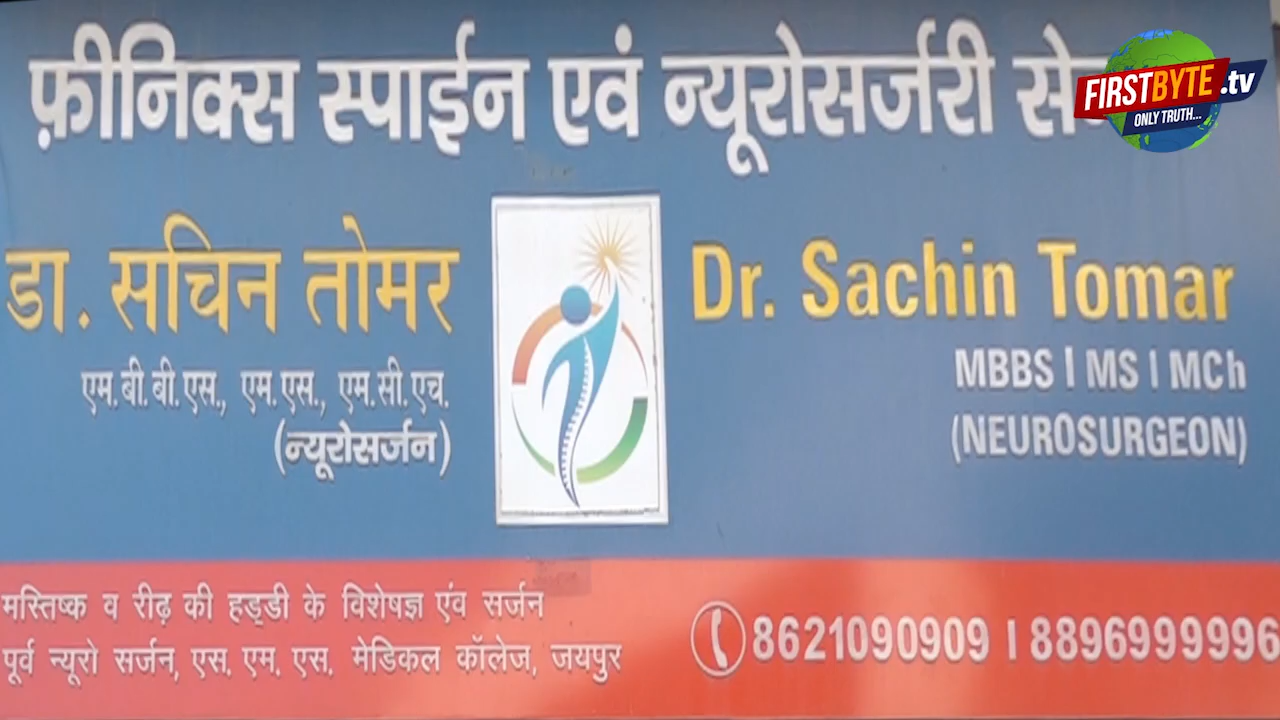 फ़ीनिक्स स्पाईन एवं न्यूरोसर्जरी
FIRSTBYTE.tv
ONLY TRUTH...
डा. सचिन तोमर
एम.बी.बी.एस., एम.एस., एम.सी.एच.
(न्यूरोसर्जन)
Dr. Sachin Tomar
MBBS | MS | MCh
(NEUROSURGEON)
मस्तिष्क व रीढ़ की हड्डी के विशेषज्ञ एंव सर्जन
पूर्व न्यूरो सर्जन, एस. एम. एस. मेडिकल कॉलेज, जयपुर
8621090909 | 8896999996